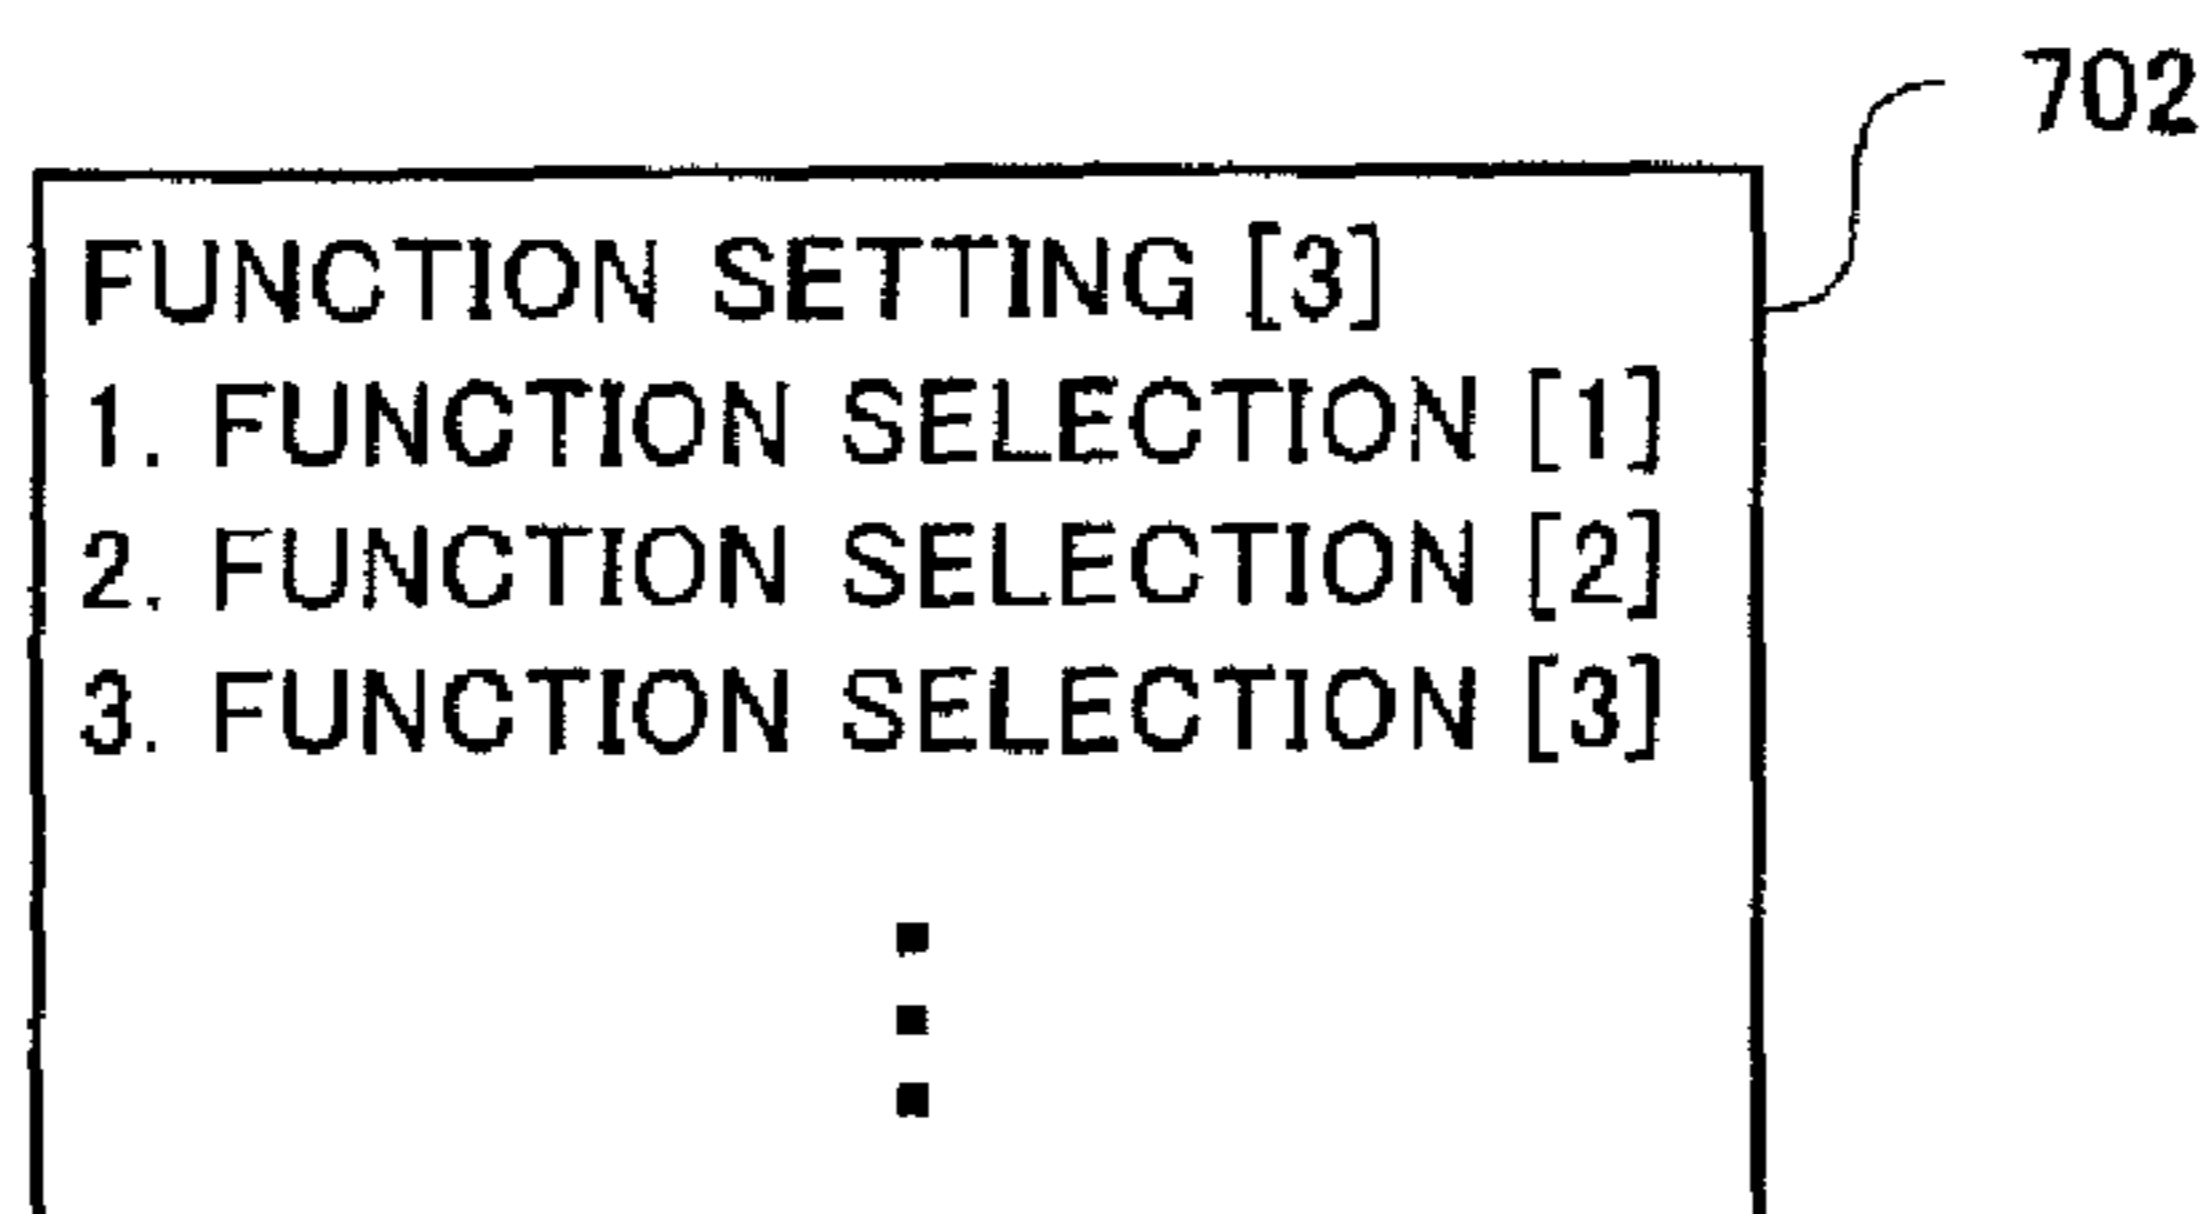 702
FUNCTION SETTING [3]
1. FUNCTION SELECTION [1]
2. FUNCTION SELECTION [2]
3. FUNCTION SELECTION [3]